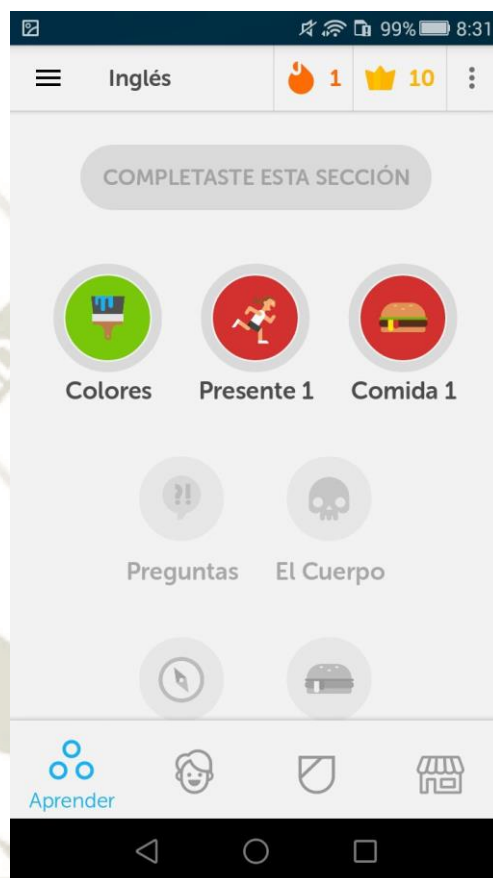 99% 8:31
Inglés 1 10
COMPLETASTE ESTA SECCIÓN
Colores Presente 1 Comida 1
?!
Preguntas El Cuerpo
Aprender